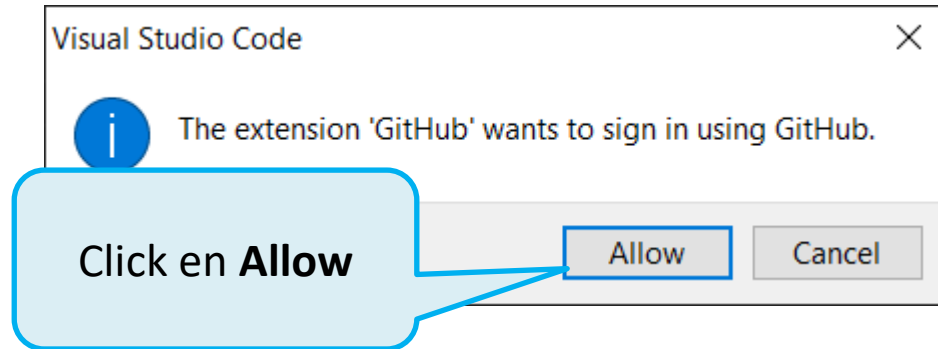 Visual Studio Code
The extension 'GitHub' wants to sign in using GitHub.
Click en Allow
Allow
Cancel